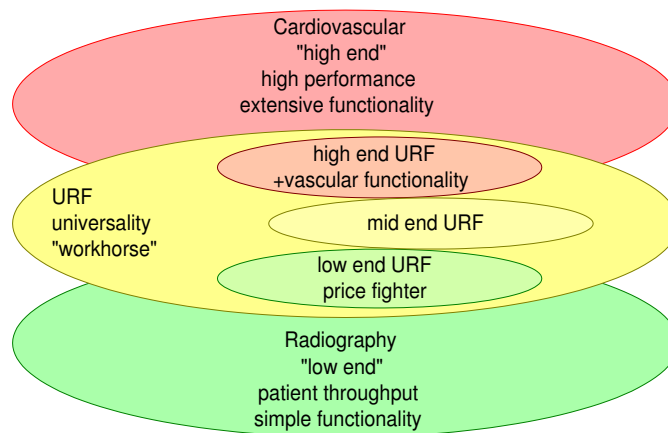 Cardiovascular
"high end"
high performance
extensive functionality
high end URF
+vascular functionality
URF
universality
"workhorse"
mid end URF
low end URF
price fighter
Radiography
"low end"
patient throughput
simple functionality